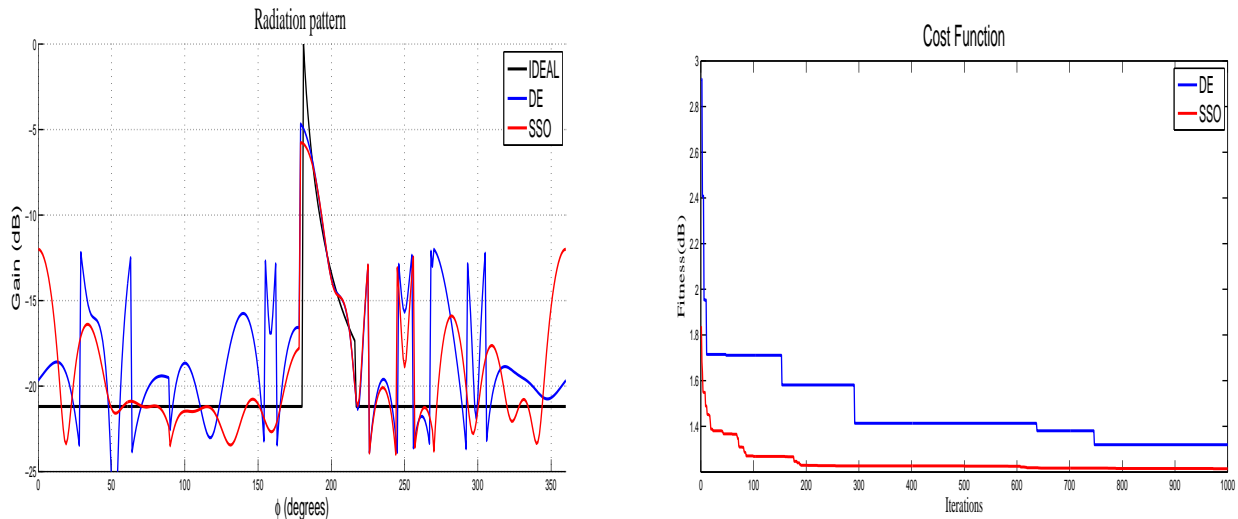 Radiation pattern
0
−5
−10
−15
−20
−25
Gain (dB)
IDEAL
DE
SSO
0 50 100 150 200 250 300 350
ϕ (degrees)
Cost Function
3
2.8
2.6
2.4
2.2
2
1.8
1.6
1.4
Fitness(dB)
DE
SSO
0 100 200 300 400 500 600 700 800 900 1000
Iterations